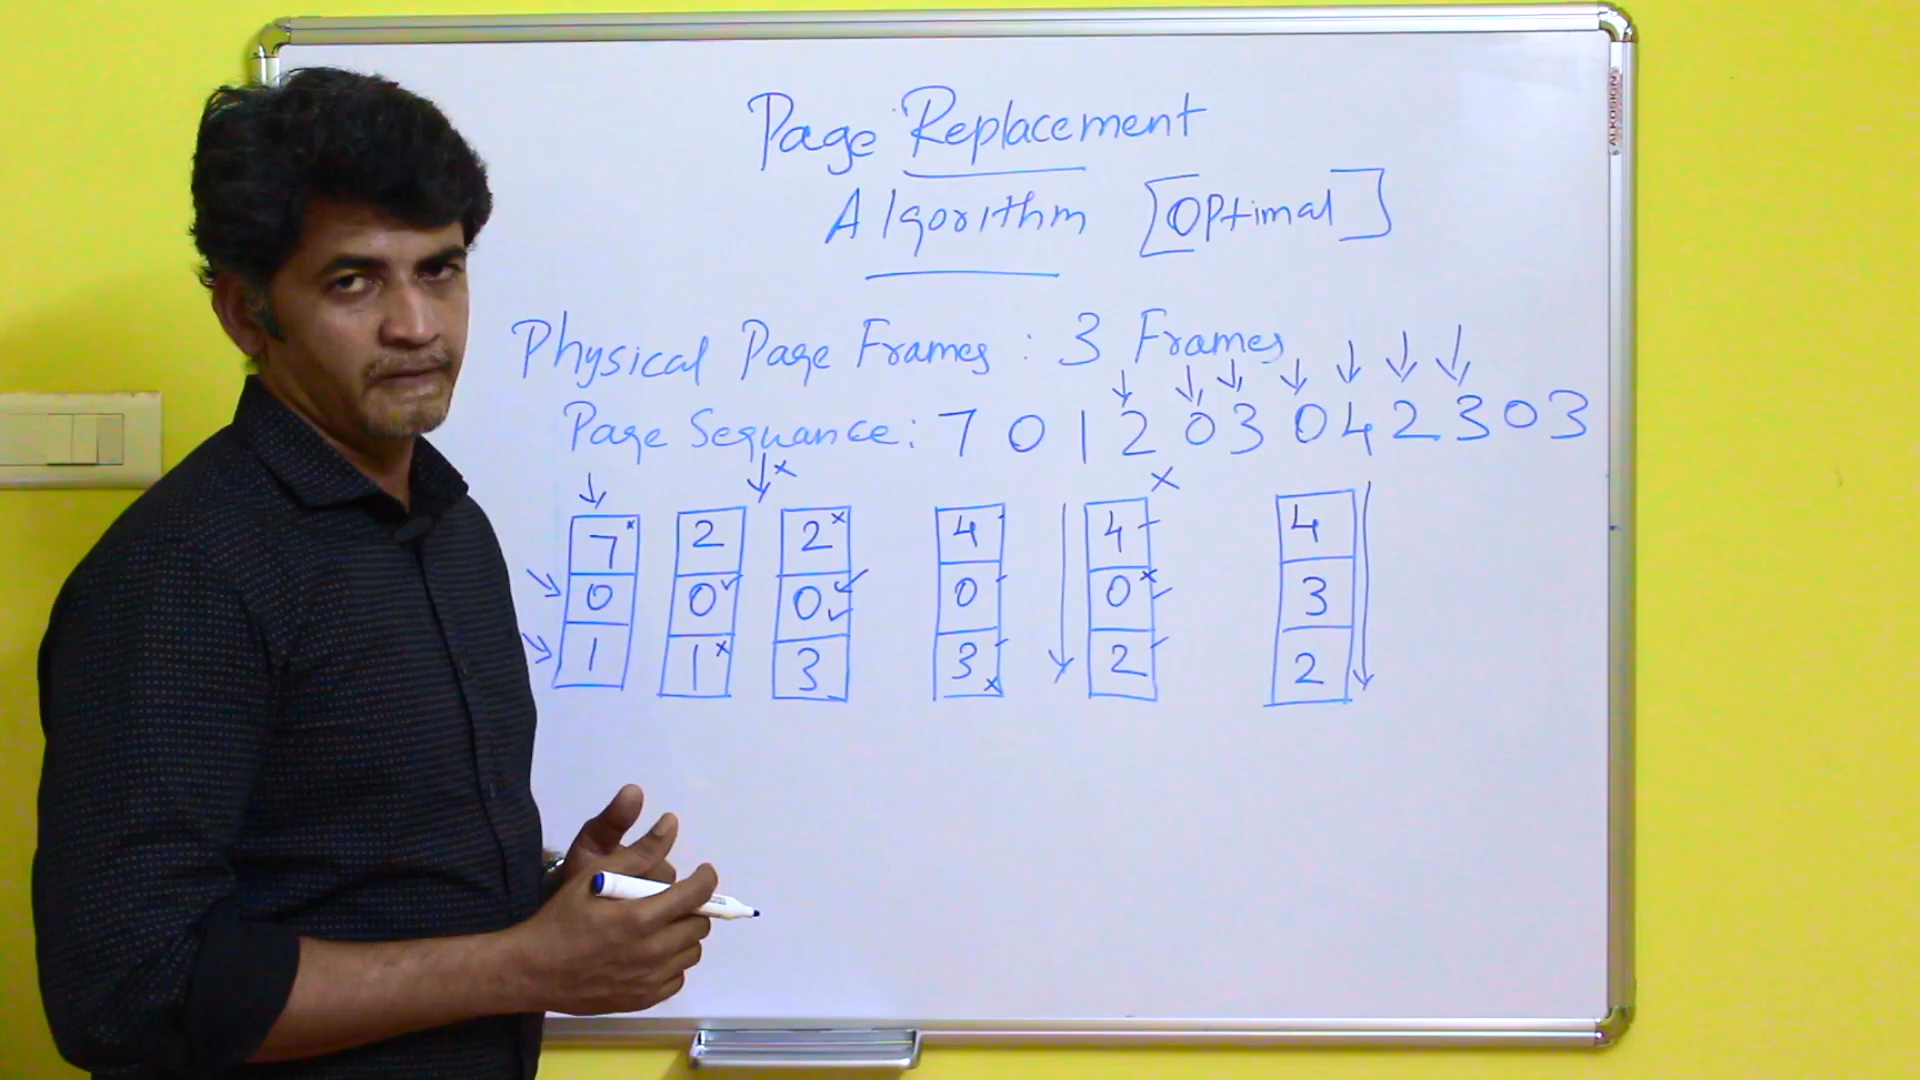 Page Replacement
Algorithm [Optimal]
Physical Page Frames : 3 Frames
Page Sequance: 7 0 1 2 0 3 0 4 2 3 0 3
7 2 2 4 4 4
0 0 0 0 0 3
1 1 3 3 2 2
ALKOSIGN